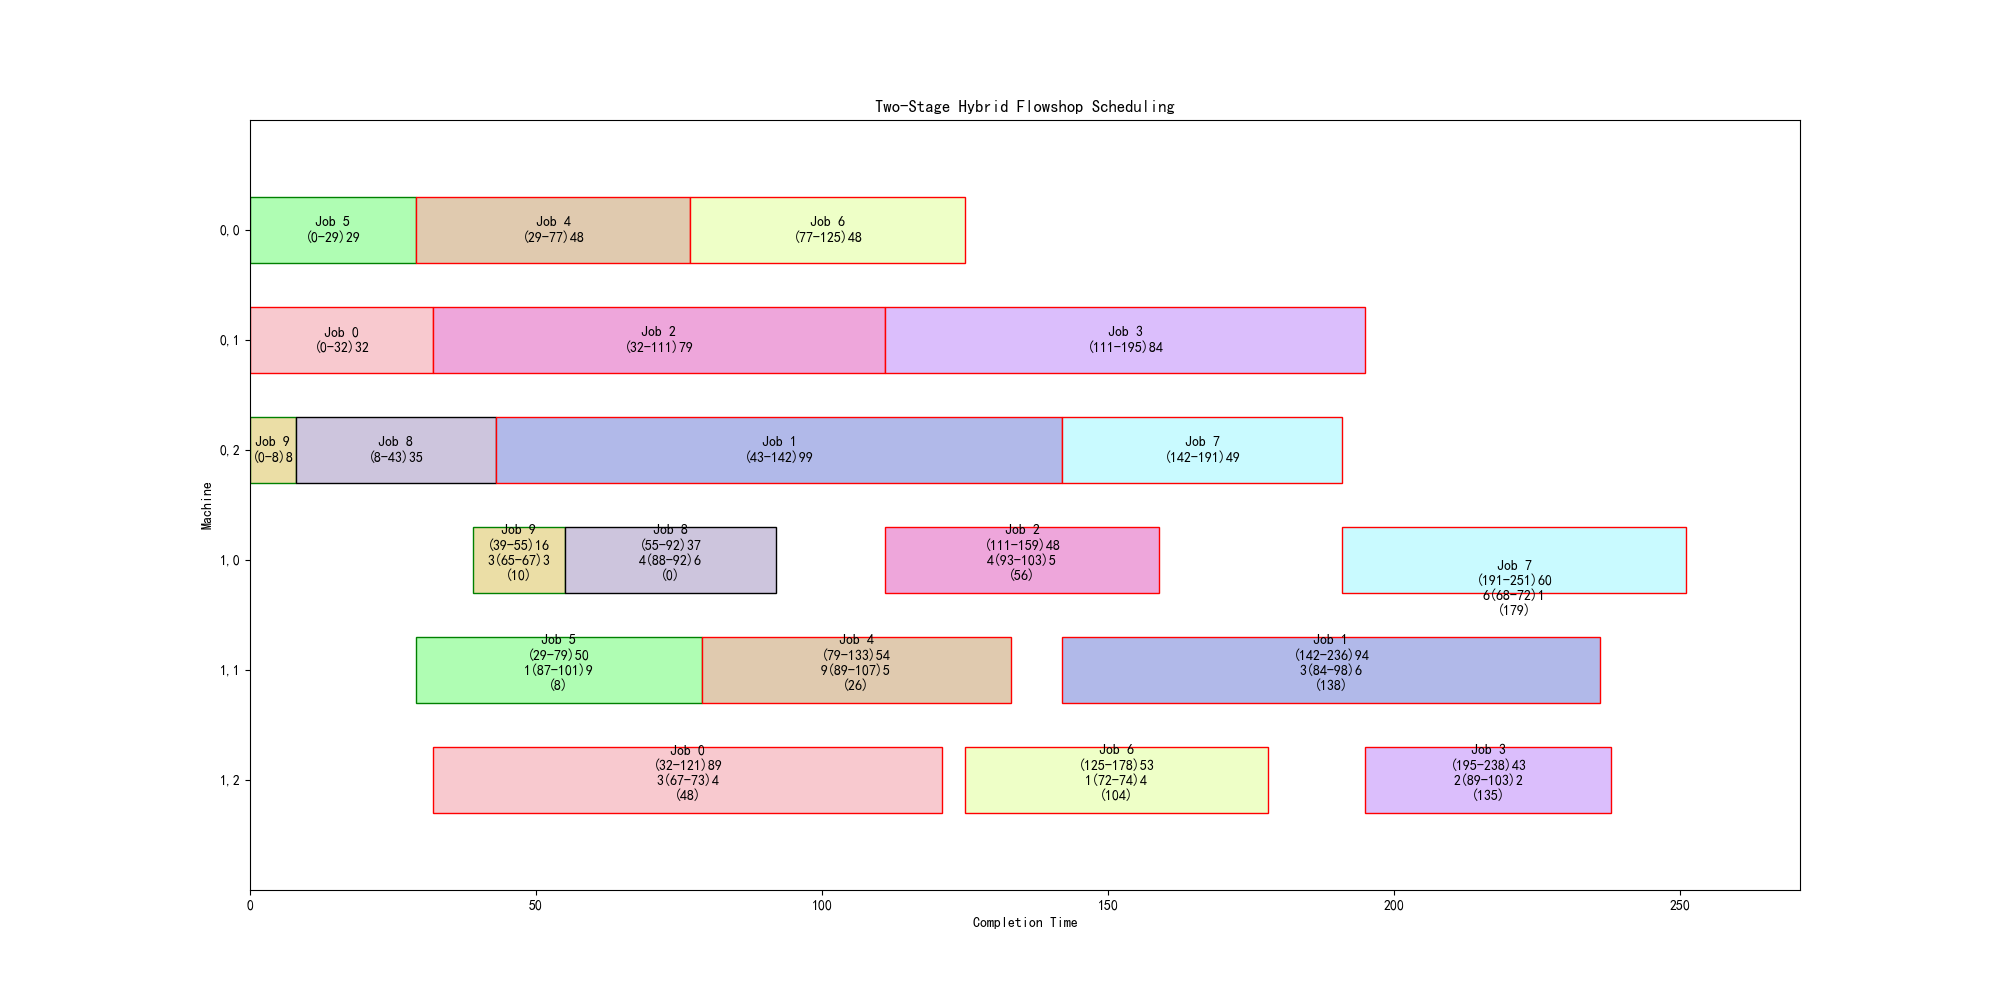 Two-Stage Hybrid Flowshop Scheduling
Machine
0,0
Job 5
(0-29)29
Job 4
(29-77)48
Job 6
(77-125)48
0,1
Job 0
(0-32)32
Job 2
(32-111)79
Job 3
(111-195)84
0,2
Job 9
(0-8)8
Job 8
(8-43)35
Job 1
(43-142)99
Job 7
(142-191)49
1,0
Job 9
(39-55)16
3(65-67)3
(10)
Job 8
(55-92)37
4(88-92)6
(0)
Job 2
(111-159)48
4(93-103)5
(56)
Job 7
(191-251)60
6(68-72)1
(179)
1,1
Job 5
(29-79)50
1(87-101)9
(8)
Job 4
(79-133)54
9(89-107)5
(26)
Job 1
(142-236)94
3(84-98)6
(138)
1,2
Job 0
(32-121)89
3(67-73)4
(48)
Job 6
(125-178)53
1(72-74)4
(104)
Job 3
(195-238)43
2(89-103)2
(135)
0
50
100
150
200
250
Completion Time